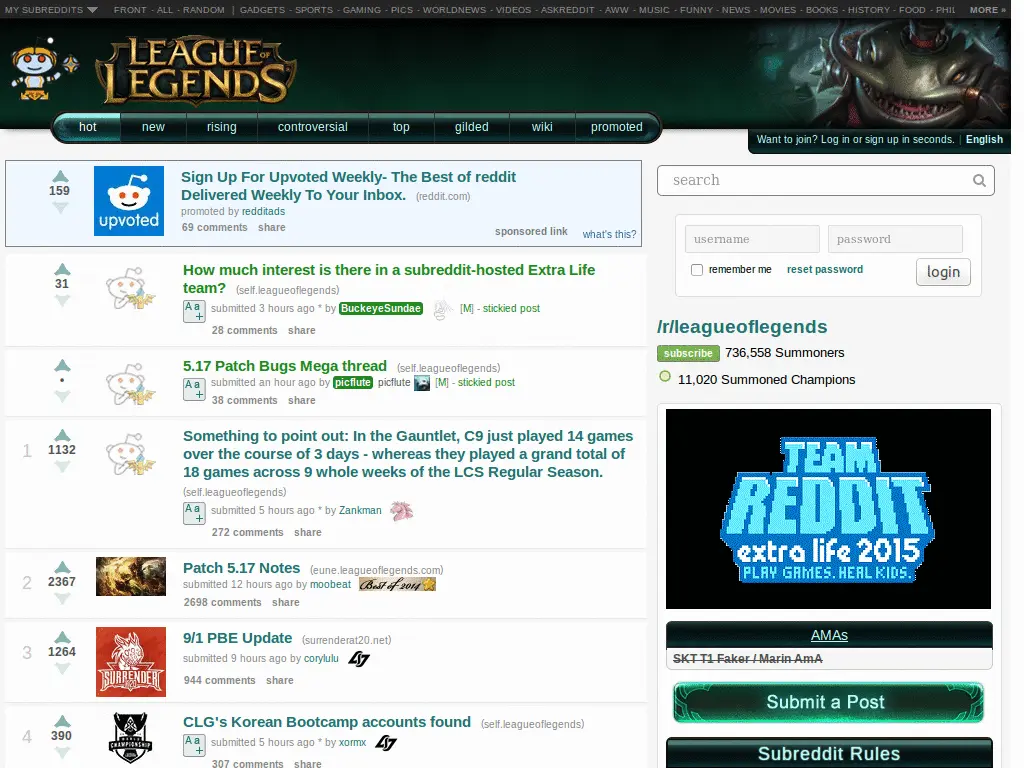 MY SUBREDDITS FRONT - ALL - RANDOM | GADGETS - SPORTS - GAMING - PICS - WORLDNEWS - VIDEOS - ASKREDDIT - AWW - MUSIC - FUNNY - NEWS - MOVIES - BOOKS - HISTORY - FOOD - PHIL MORE »
LEAGUE OF
LEGENDS
hot new rising controversial top gilded wiki promoted
Want to join? Log in or sign up in seconds. | English
159
upvoted
Sign Up For Upvoted Weekly- The Best of reddit
Delivered Weekly To Your Inbox. (reddit.com)
promoted by redditads
69 comments share
sponsored link what's this?
31
How much interest is there in a subreddit-hosted Extra Life
team? (self.leagueoflegends)
Aa+ submitted 3 hours ago * by BuckeyeSundae [M] - stickied post
28 comments share
•
5.17 Patch Bugs Mega thread (self.leagueoflegends)
Aa+ submitted an hour ago by picflute picflute [M] - stickied post
38 comments share
1 1132
Something to point out: In the Gauntlet, C9 just played 14 games
over the course of 3 days - whereas they played a grand total of
18 games across 9 whole weeks of the LCS Regular Season.
(self.leagueoflegends)
Aa+ submitted 5 hours ago * by Zankman
272 comments share
2 2367
Patch 5.17 Notes (eune.leagueoflegends.com)
submitted 12 hours ago by moobeat Best of 2014
2698 comments share
3 1264
SURRENDER
9/1 PBE Update (surrenderat20.net)
submitted 9 hours ago by corylulu
944 comments share
4 390
WORLD
CHAMPIONSHIP
CLG's Korean Bootcamp accounts found (self.leagueoflegends)
Aa+ submitted 5 hours ago * by xormx
307 comments share
search
username password
remember me reset password login
/r/leagueoflegends
subscribe 736,558 Summoners
11,020 Summoned Champions
TEAM
REDDIT
extra life 2015
PLAY GAMES. HEAL KIDS.
AMAs
SKT T1 Faker / Marin AmA
Submit a Post
Subreddit Rules